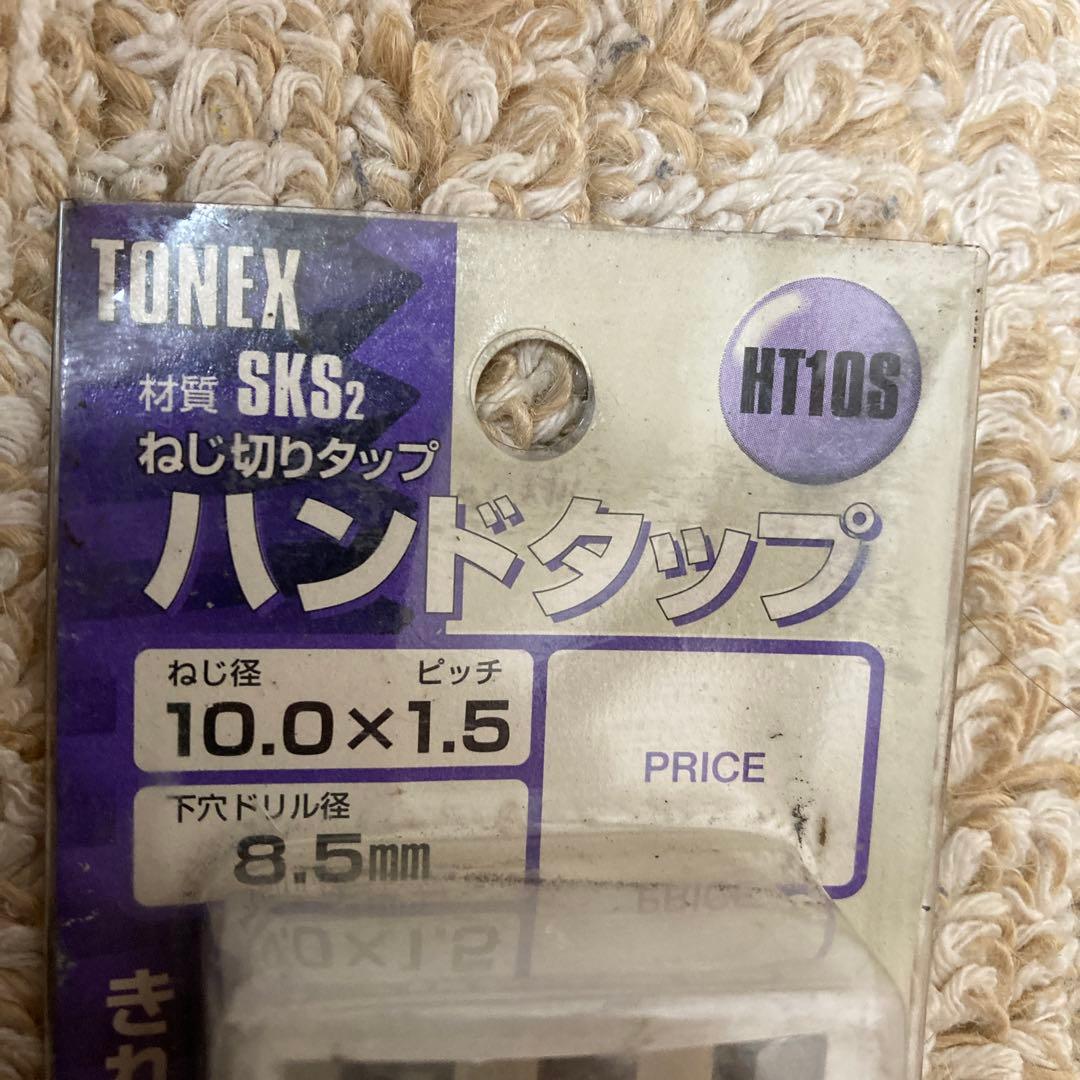 TONEX
材質 SKS2
HT10S
ねじ切りタップ
ハンドタップ
ねじ径 ピッチ
10.0×1.5
PRICE
下穴ドリル径
8.5mm
き